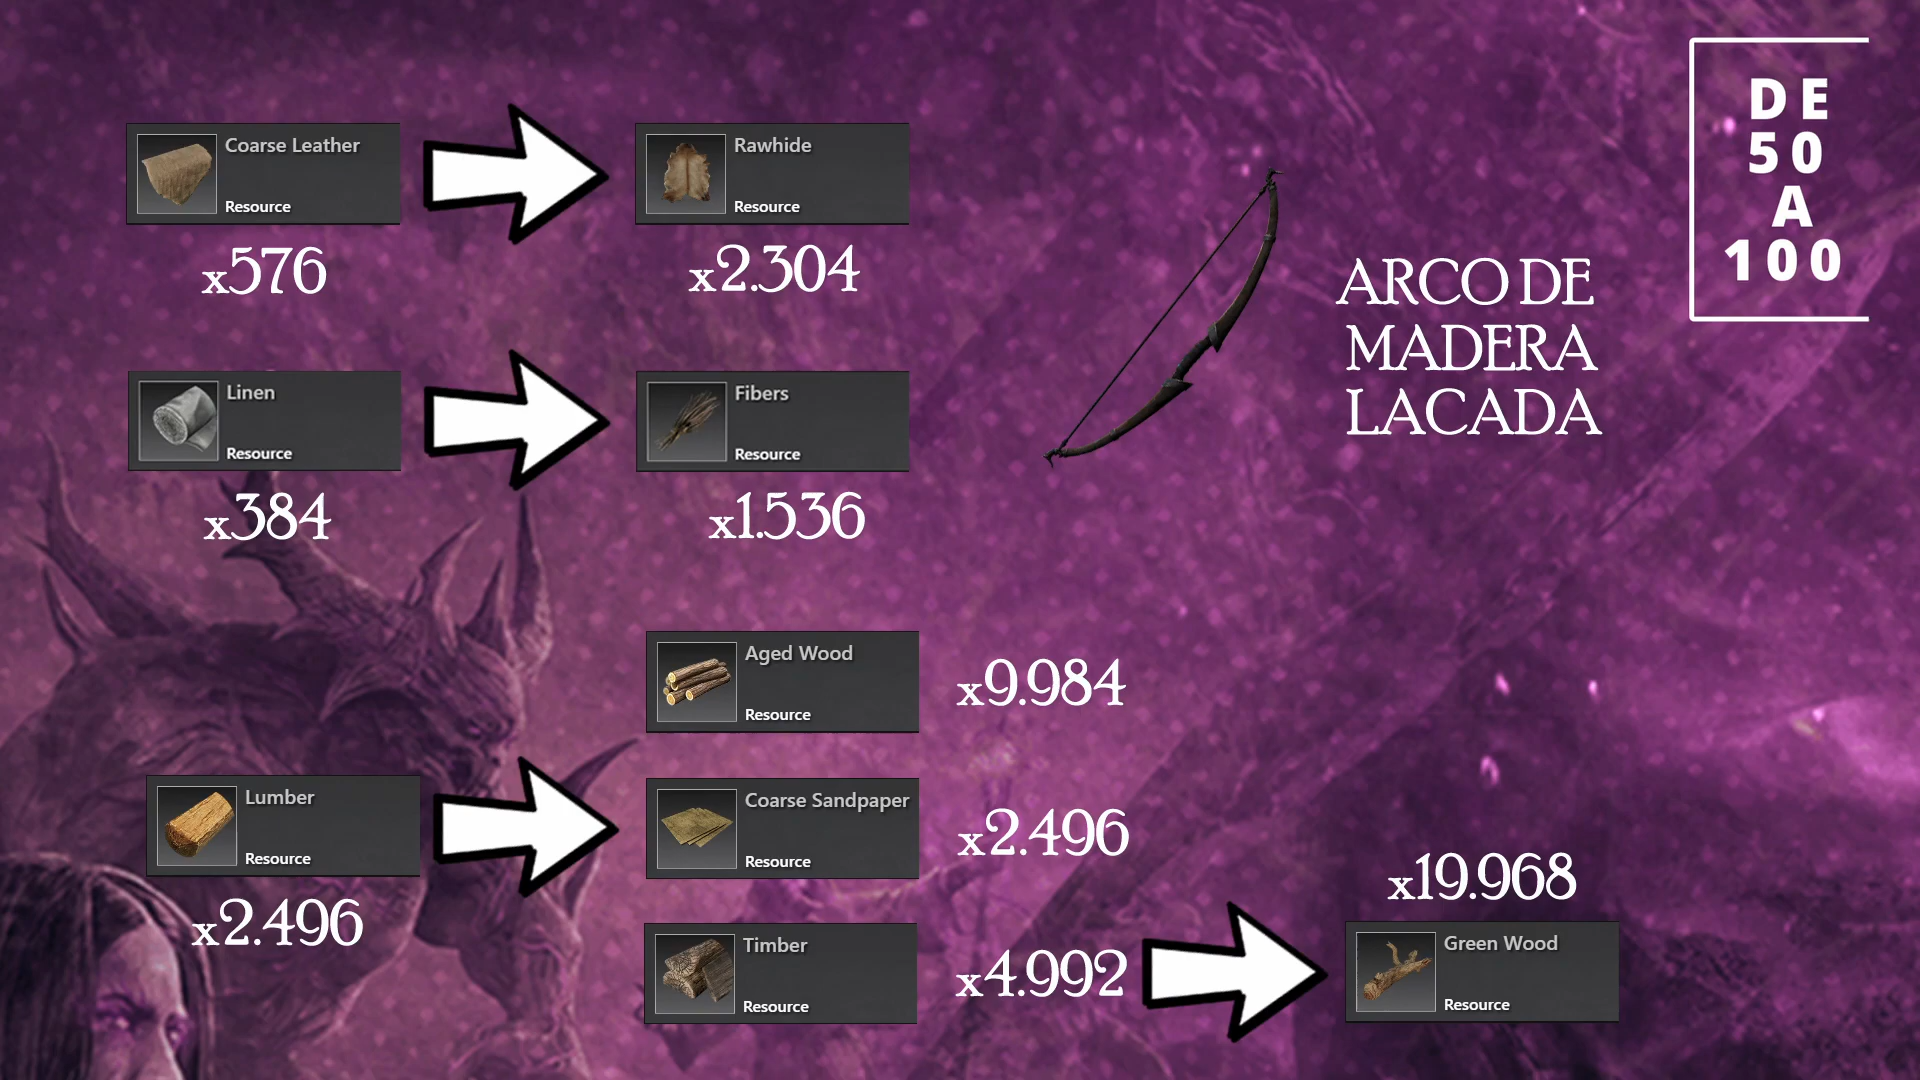 Coarse Leather
Resource
x576
Rawhide
Resource
x2.304
DE
50
A
100
ARCO DE
MADERA
LACADA
Linen
Resource
x384
Fibers
Resource
x1.536
Aged Wood
Resource
x9.984
Lumber
Resource
x2.496
Coarse Sandpaper
Resource
x2.496
Timber
Resource
x4.992
x19.968
Green Wood
Resource